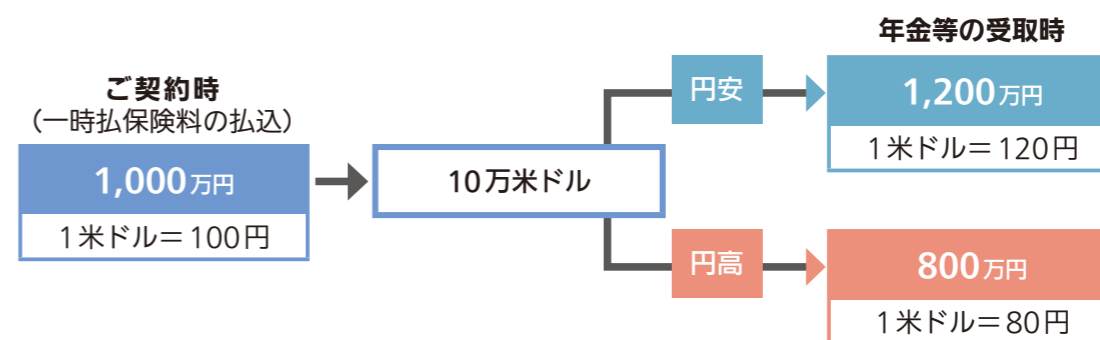 ご契約時
（一時払保険料の払込）
1,000万円
1米ドル＝100円
10万米ドル
円安
円高
年金等の受取時
1,200万円
1米ドル＝120円
800万円
1米ドル＝80円